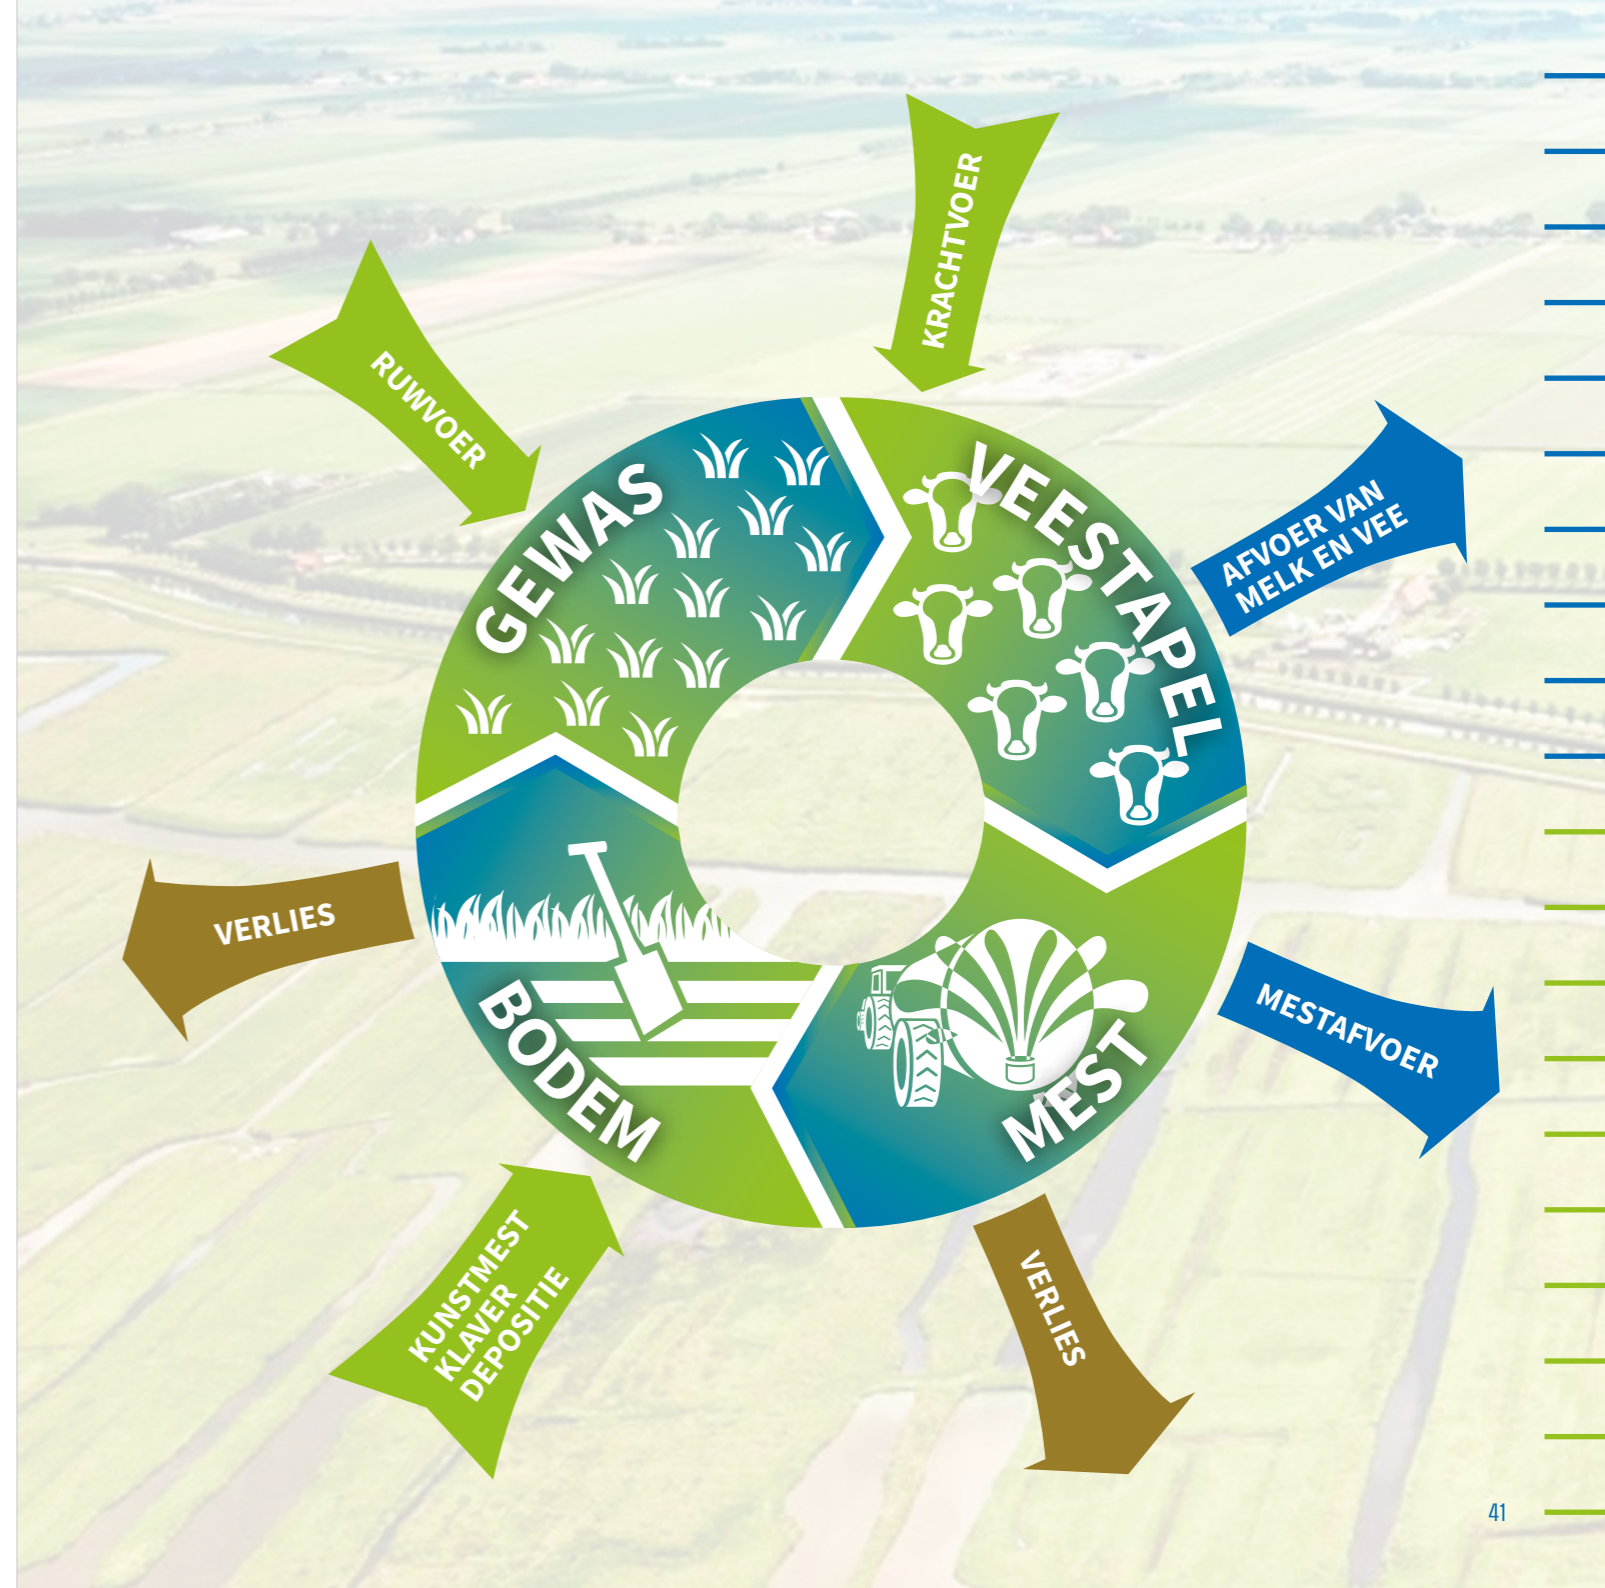 KRACHTVOER
RUWVOER
GEWAS
VEESTAPEL
AFVOER VAN
MELK EN VEE
VERLIES
BODEM
MEST
MESTAFVOER
KUNSTMEST
KLAVER
DEPOSITIE
VERLIES
41